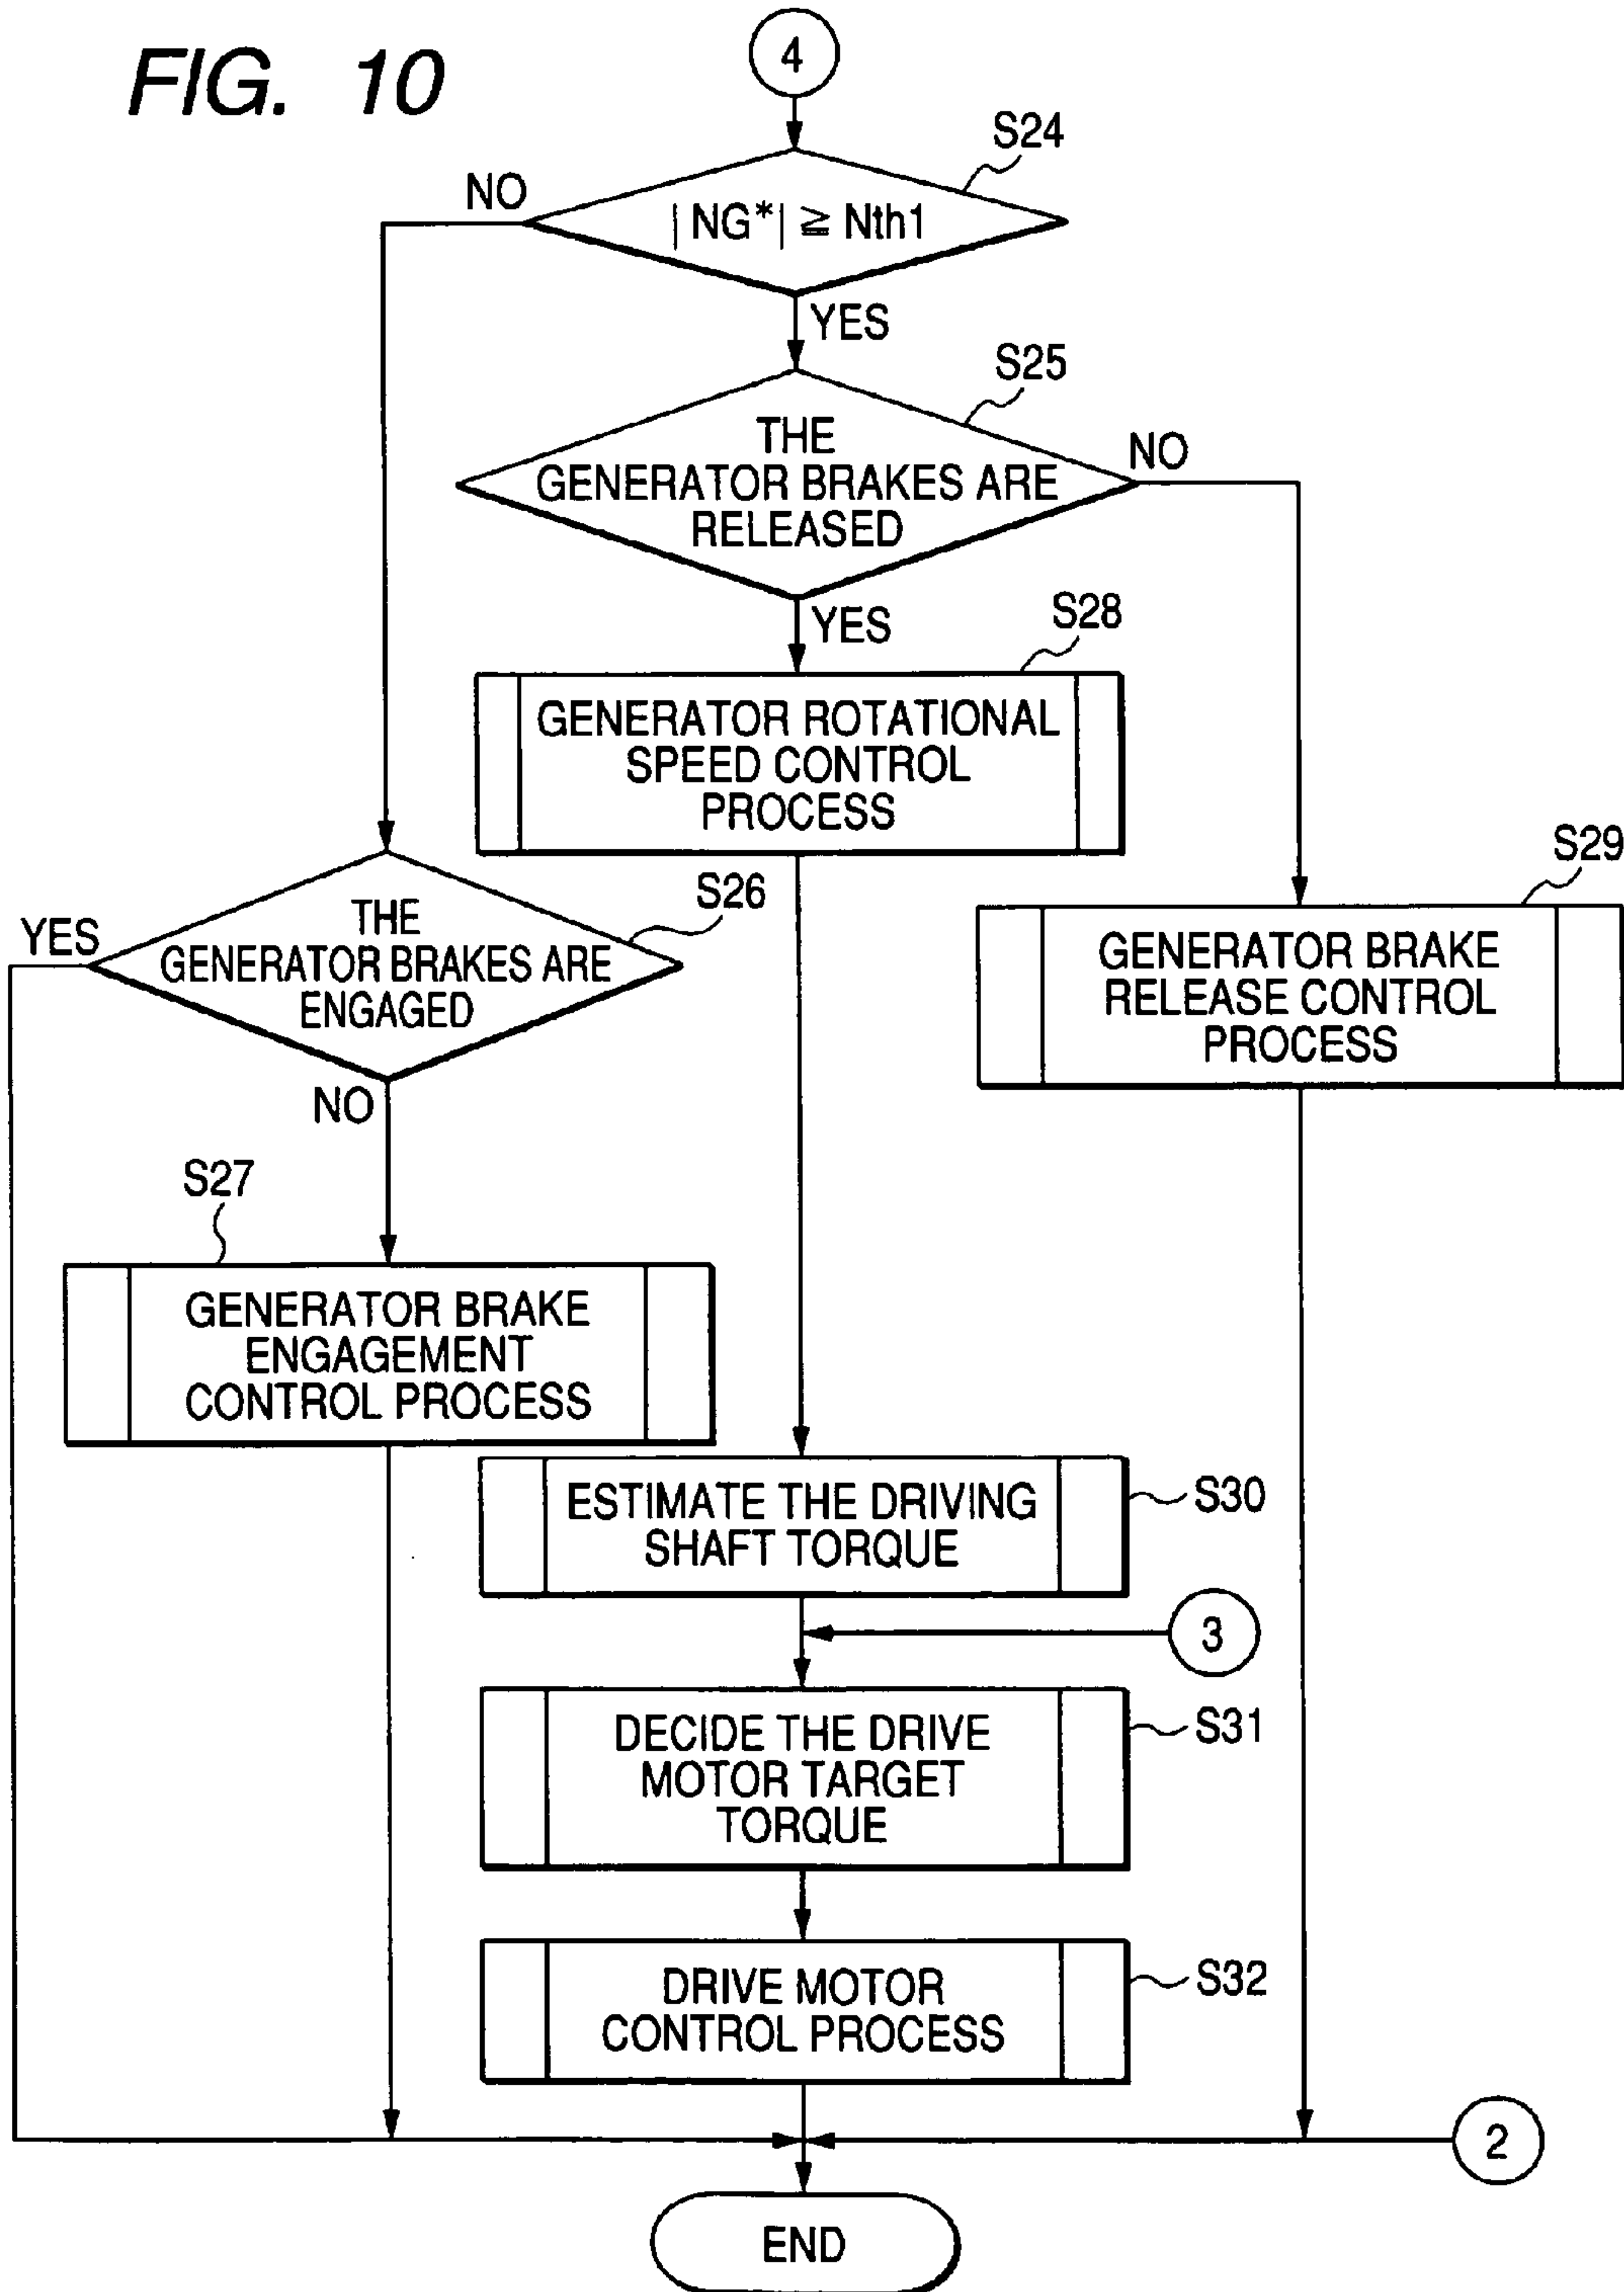 FIG. 10
4
S24
NO
| NG*| ≧ Nth1
YES
S25
THE
GENERATOR BRAKES ARE
RELEASED
NO
YES
S28
GENERATOR ROTATIONAL
SPEED CONTROL
PROCESS
S29
GENERATOR BRAKE
RELEASE CONTROL
PROCESS
S26
YES
THE
GENERATOR BRAKES ARE
ENGAGED
NO
S27
GENERATOR BRAKE
ENGAGEMENT
CONTROL PROCESS
ESTIMATE THE DRIVING
SHAFT TORQUE
S30
3
DECIDE THE DRIVE
MOTOR TARGET
TORQUE
S31
DRIVE MOTOR
CONTROL PROCESS
S32
2
END